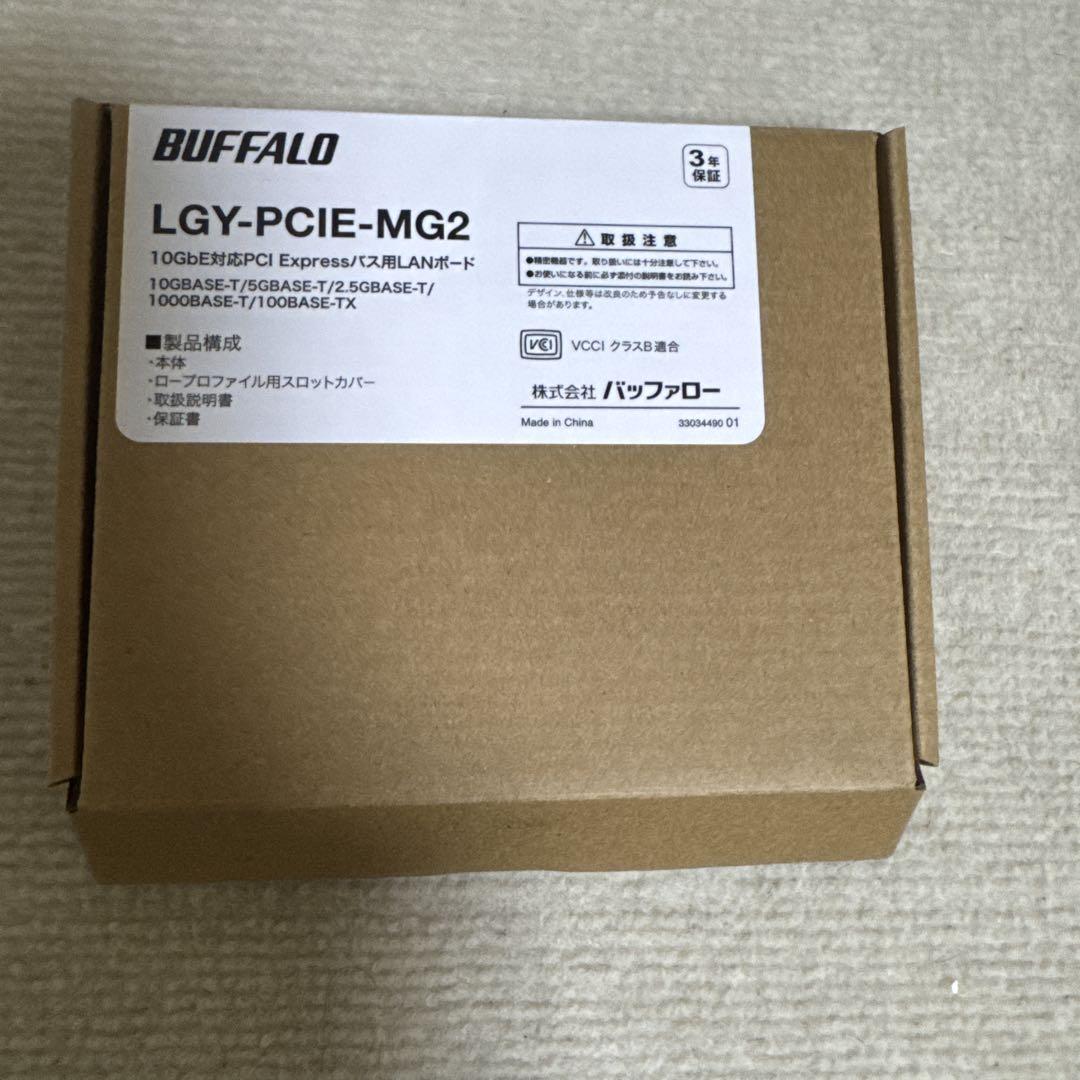 BUFFALO
3年
保証
LGY-PCIE-MG2
10GbE対応PCI Expressバス用LANボード
10GBASE-T/5GBASE-T/2.5GBASE-T/
1000BASE-T/100BASE-TX
■製品構成
・本体
・ロープロファイル用スロットカバー
・取扱説明書
・保証書
⚠取扱注意
●精密機器です。取り扱いには十分注意して下さい。
●お使いになる前に必ず添付の説明書をお読み下さい。
デザイン、仕様等は改良のため予告なしに変更する
場合があります。
VCCI VCCI クラスB適合
株式会社 バッファロー
Made in China 33034490 01